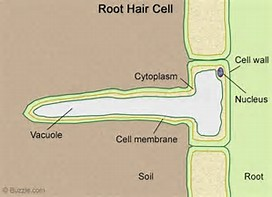 Root Hair Cell
Cell wall
Cytoplasm
Nucleus
Vacuole
Cell membrane
Soil
Root
© Buzzle.com